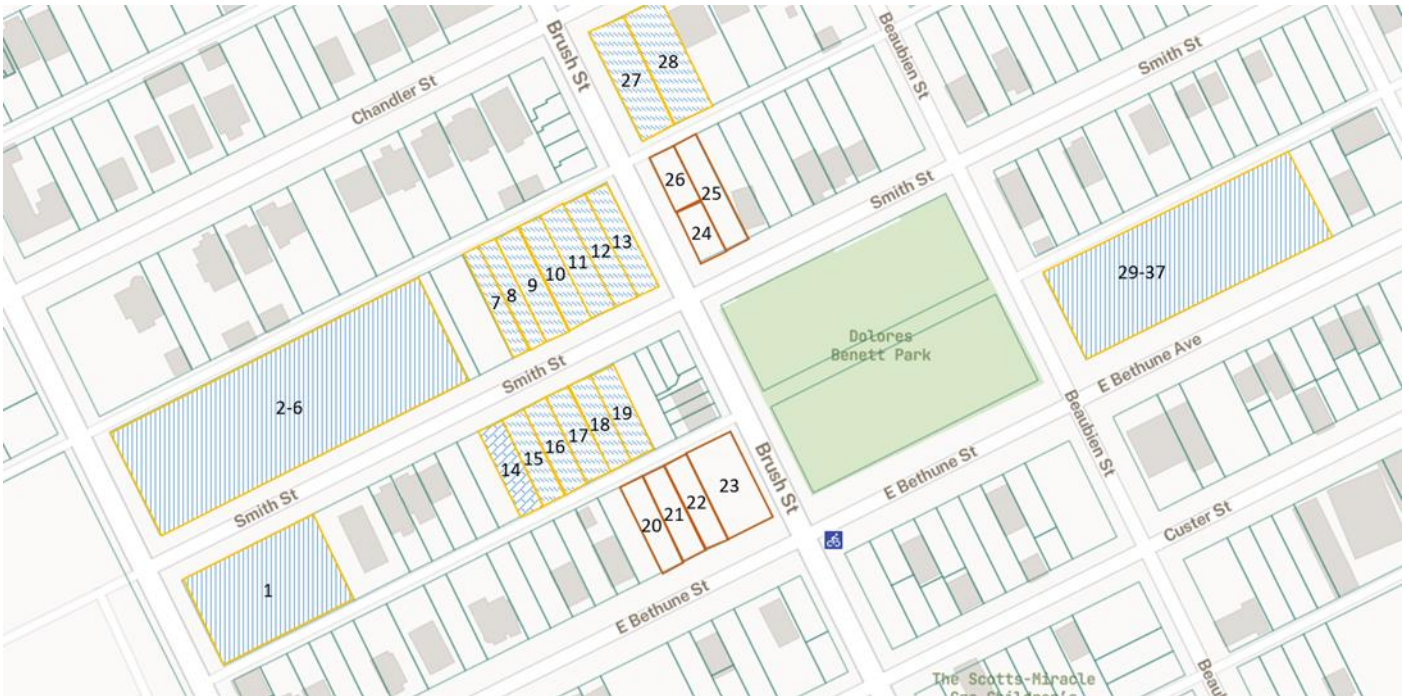 Brush St
Beaubien St
Smith St
Chandler St
27
28
26
25
24
Smith St
13
12
11
10
9
8
7
29-37
Dolores
Benett Park
E Bethune Ave
2-6
Smith St
19
18
17
16
15
14
Beaubien St
Brush St
23
22
21
20
E Bethune St
Custer St
Smith St
1
E Bethune St
The Scotts-Miracle